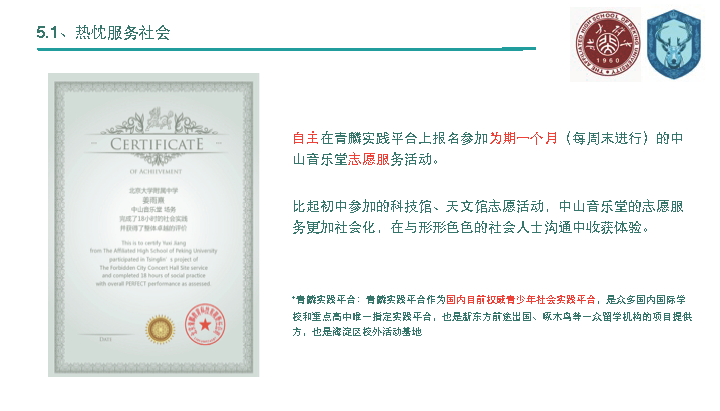 5.1、热忱服务社会
THE AFFILIATED HIGH SCHOOL OF PEKING UNIVERSITY
1960
CERTIFICATE
OF ACHIEVEMENT
北京大学附属中学
姜雨熹
中山音乐堂 场务
完成了18小时的社会实践
并获得了整体卓越的评价
This is to certify Yuxi Jiang
from The Affiliated High School of Peking University
participated in Tomgfor's project of
The Forbidden City Concert Hall Site service
and completed 18 hours of social practice
with overall PERFECT performance as assessed.
DATE
自主在青麟实践平台上报名参加为期一个月（每周末进行）的中
山音乐堂志愿服务活动。
比起初中参加的科技馆、天文馆志愿活动，中山音乐堂的志愿服
务更加社会化，在与形形色色的社会人士沟通中收获体验。
*青麟实践平台：青麟实践平台作为国内目前权威青少年社会实践平台，是众多国内国际学
校和重点高中唯一指定实践平台，也是新东方前途出国、啄木鸟等一众留学机构的项目提供
方，也是海淀区校外活动基地